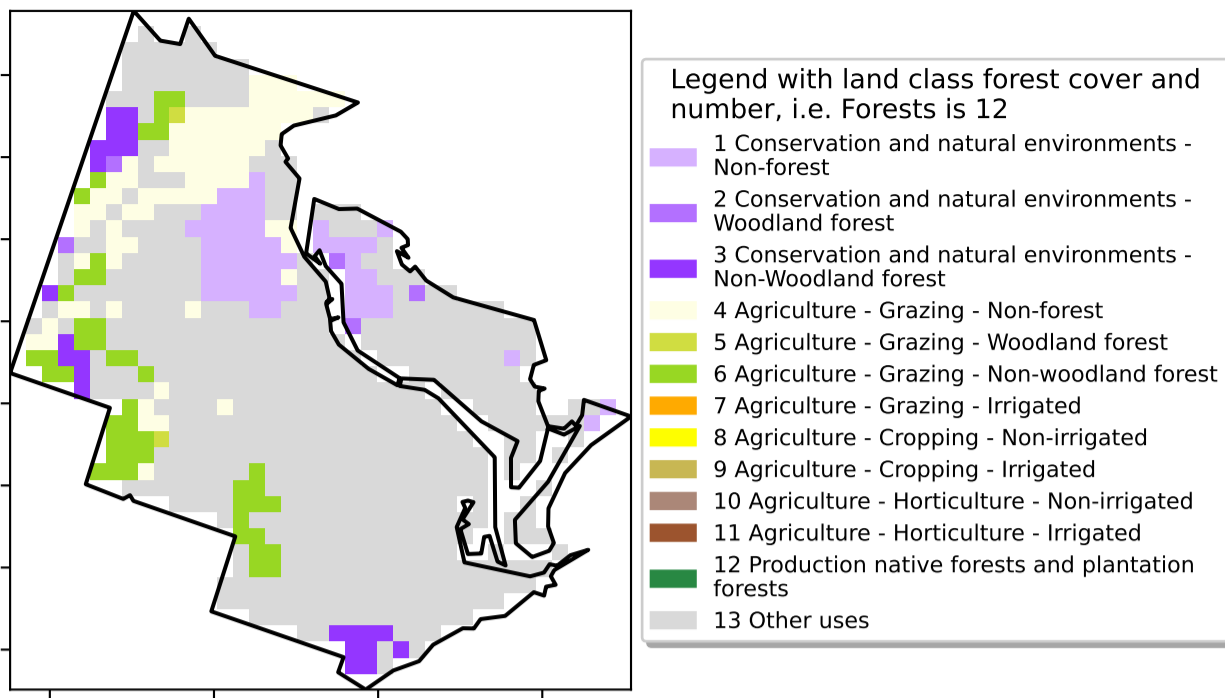 Legend with land class forest cover and
number, i.e. Forests is 12
1 Conservation and natural environments -
Non-forest
2 Conservation and natural environments -
Woodland forest
3 Conservation and natural environments -
Non-Woodland forest
4 Agriculture - Grazing - Non-forest
5 Agriculture - Grazing - Woodland forest
6 Agriculture - Grazing - Non-woodland forest
7 Agriculture - Grazing - Irrigated
8 Agriculture - Cropping - Non-irrigated
9 Agriculture - Cropping - Irrigated
10 Agriculture - Horticulture - Non-irrigated
11 Agriculture - Horticulture - Irrigated
12 Production native forests and plantation
forests
13 Other uses